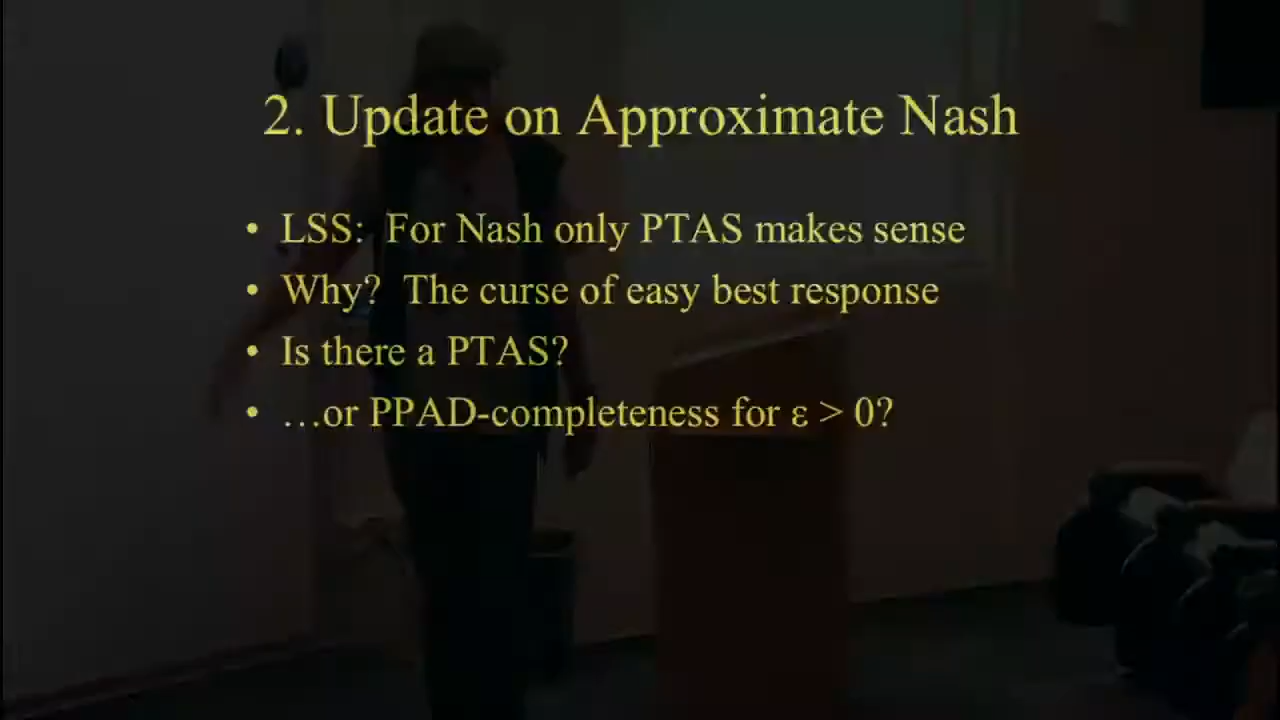 2. Update on Approximate Nash
• LSS: For Nash only PTAS makes sense
• Why? The curse of easy best response
• Is there a PTAS?
• …or PPAD-completeness for ε > 0?